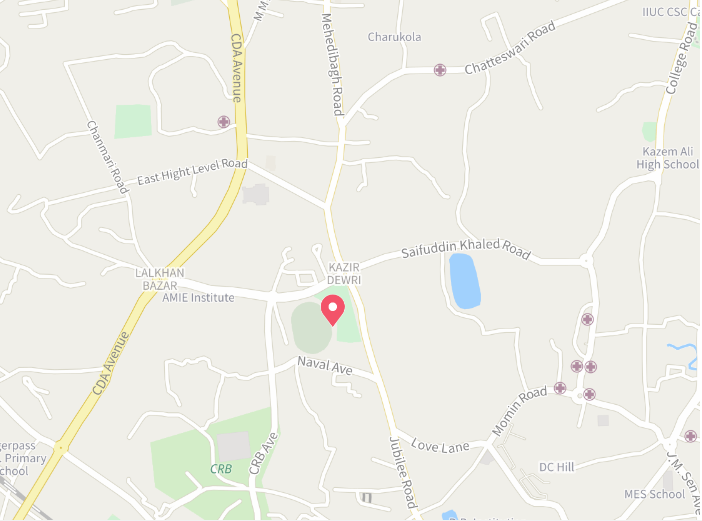 M.M.
IIUC CSC Ca
CDA Avenue
Mehedibagh Road
Charukola
Chatteswari Road
College Road
Chanmari Road
East Hight Level Road
Kazem Ali
High School
Saifuddin Khaled Road
KAZIR
DEWRI
LALKHAN
BAZAR
AMIE Institute
CDA Avenue
Naval Ave
Momin Road
CRB Ave
Jubilee Road
Love Lane
gerpass
l Primary
School
CRB
DC Hill
J.M. Sen Ave
MES School